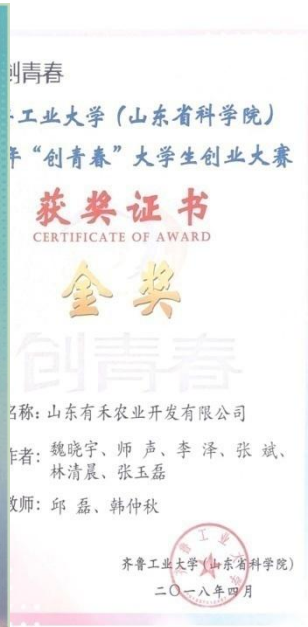 创青春
工业大学（山东省科学院）
年“创青春”大学生创业大赛
获奖证书
CERTIFICATE OF AWARD
金奖
创青春
名称：山东有禾农业开发有限公司
作者：魏晓宇、师 声、李 泽、张 斌、
林清晨、张玉磊
教师：邱 磊、韩仲秋
齐鲁工业大学（山东省科学院）
二〇一八年四月